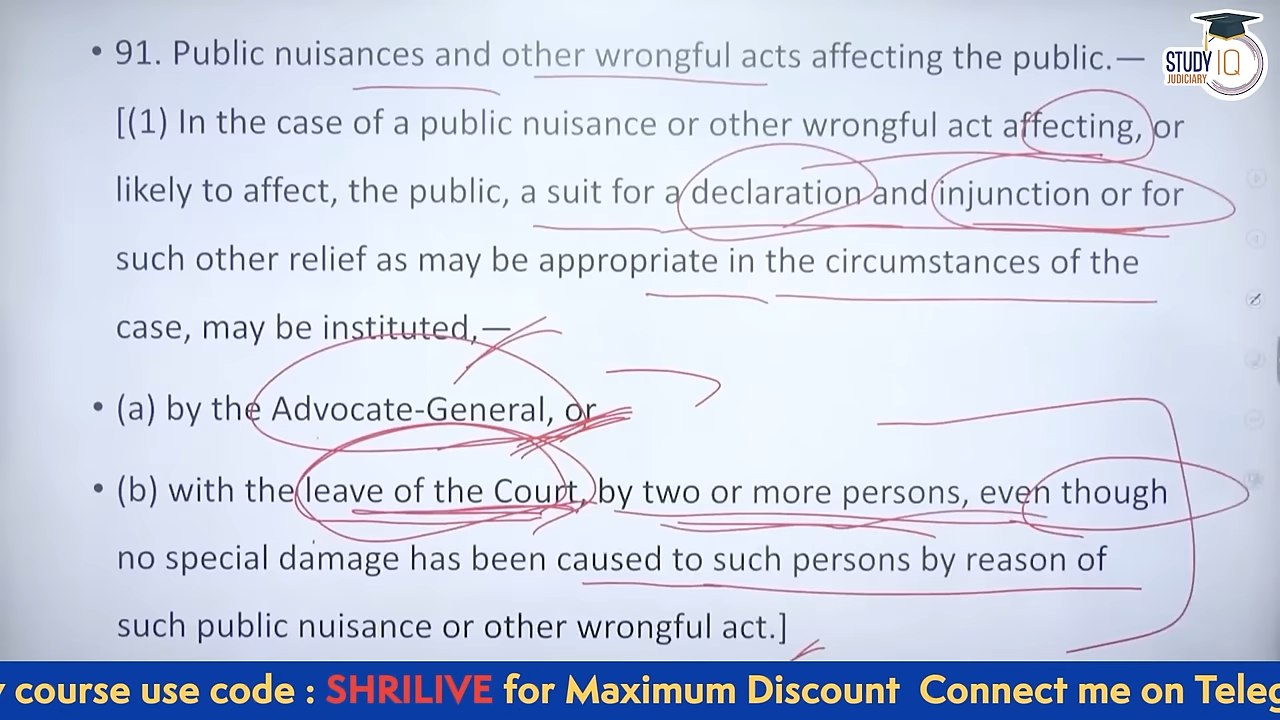 • 91. Public nuisances and other wrongful acts affecting the public.—
STUDY IQ
JUDICIARY
[(1) In the case of a public nuisance or other wrongful act affecting, or
likely to affect, the public, a suit for a declaration and injunction or for
such other relief as may be appropriate in the circumstances of the
case, may be instituted,—
• (a) by the Advocate-General, or
• (b) with the leave of the Court, by two or more persons, even though
no special damage has been caused to such persons by reason of
such public nuisance or other wrongful act.]
y course use code : SHRILIVE for Maximum Discount Connect me on Teleg